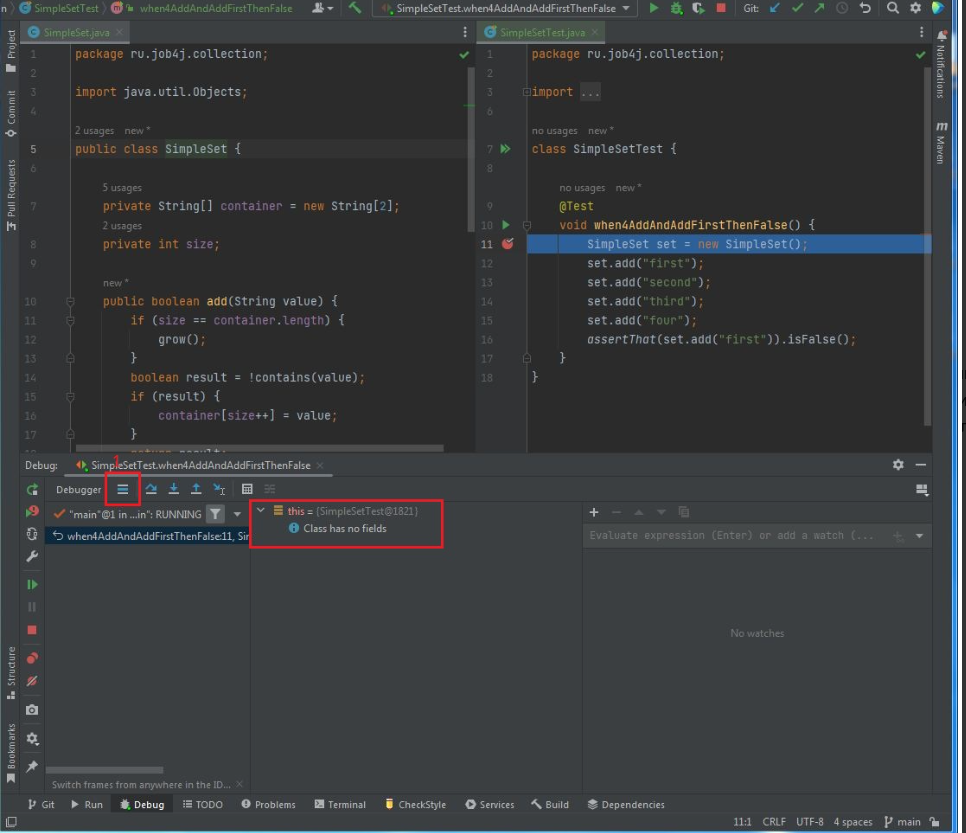 n SimpleSetTest when4AddAndAddFirstThenFalse SimpleSetTest.when4AddAndAddFirstThenFalse Git:
Project
Commit
Pull Requests
Structure
Bookmarks
SimpleSet.java
1 package ru.job4j.collection;
2
3 import java.util.Objects;
4
2 usages new *
5 public class SimpleSet {
6
5 usages
7 private String[] container = new String[2];
2 usages
8 private int size;
9
new *
10 public boolean add(String value) {
11 if (size == container.length) {
12 grow();
13 }
14 boolean result = !contains(value);
15 if (result) {
16 container[size++] = value;
17 }
SimpleSetTest.java
1 package ru.job4j.collection;
2
3 import ...
6
no usages new *
7 class SimpleSetTest {
8
no usages new *
9 @Test
10 void when4AddAndAddFirstThenFalse() {
11 SimpleSet set = new SimpleSet();
12 set.add("first");
13 set.add("second");
14 set.add("third");
15 set.add("four");
16 assertThat(set.add("first")).isFalse();
17 }
18 }
Notifications
m
Maven
Debug: SimpleSetTest.when4AddAndAddFirstThenFalse
1
Debugger
"main"@1 in ...in": RUNNING
when4AddAndAddFirstThenFalse:11, Sin
this = {SimpleSetTest@1821}
Class has no fields
Evaluate expression (Enter) or add a watch (...
No watches
Switch frames from anywhere in the ID...
Git Run Debug TODO Problems Terminal CheckStyle Services Build Dependencies
11:1 CRLF UTF-8 4 spaces main